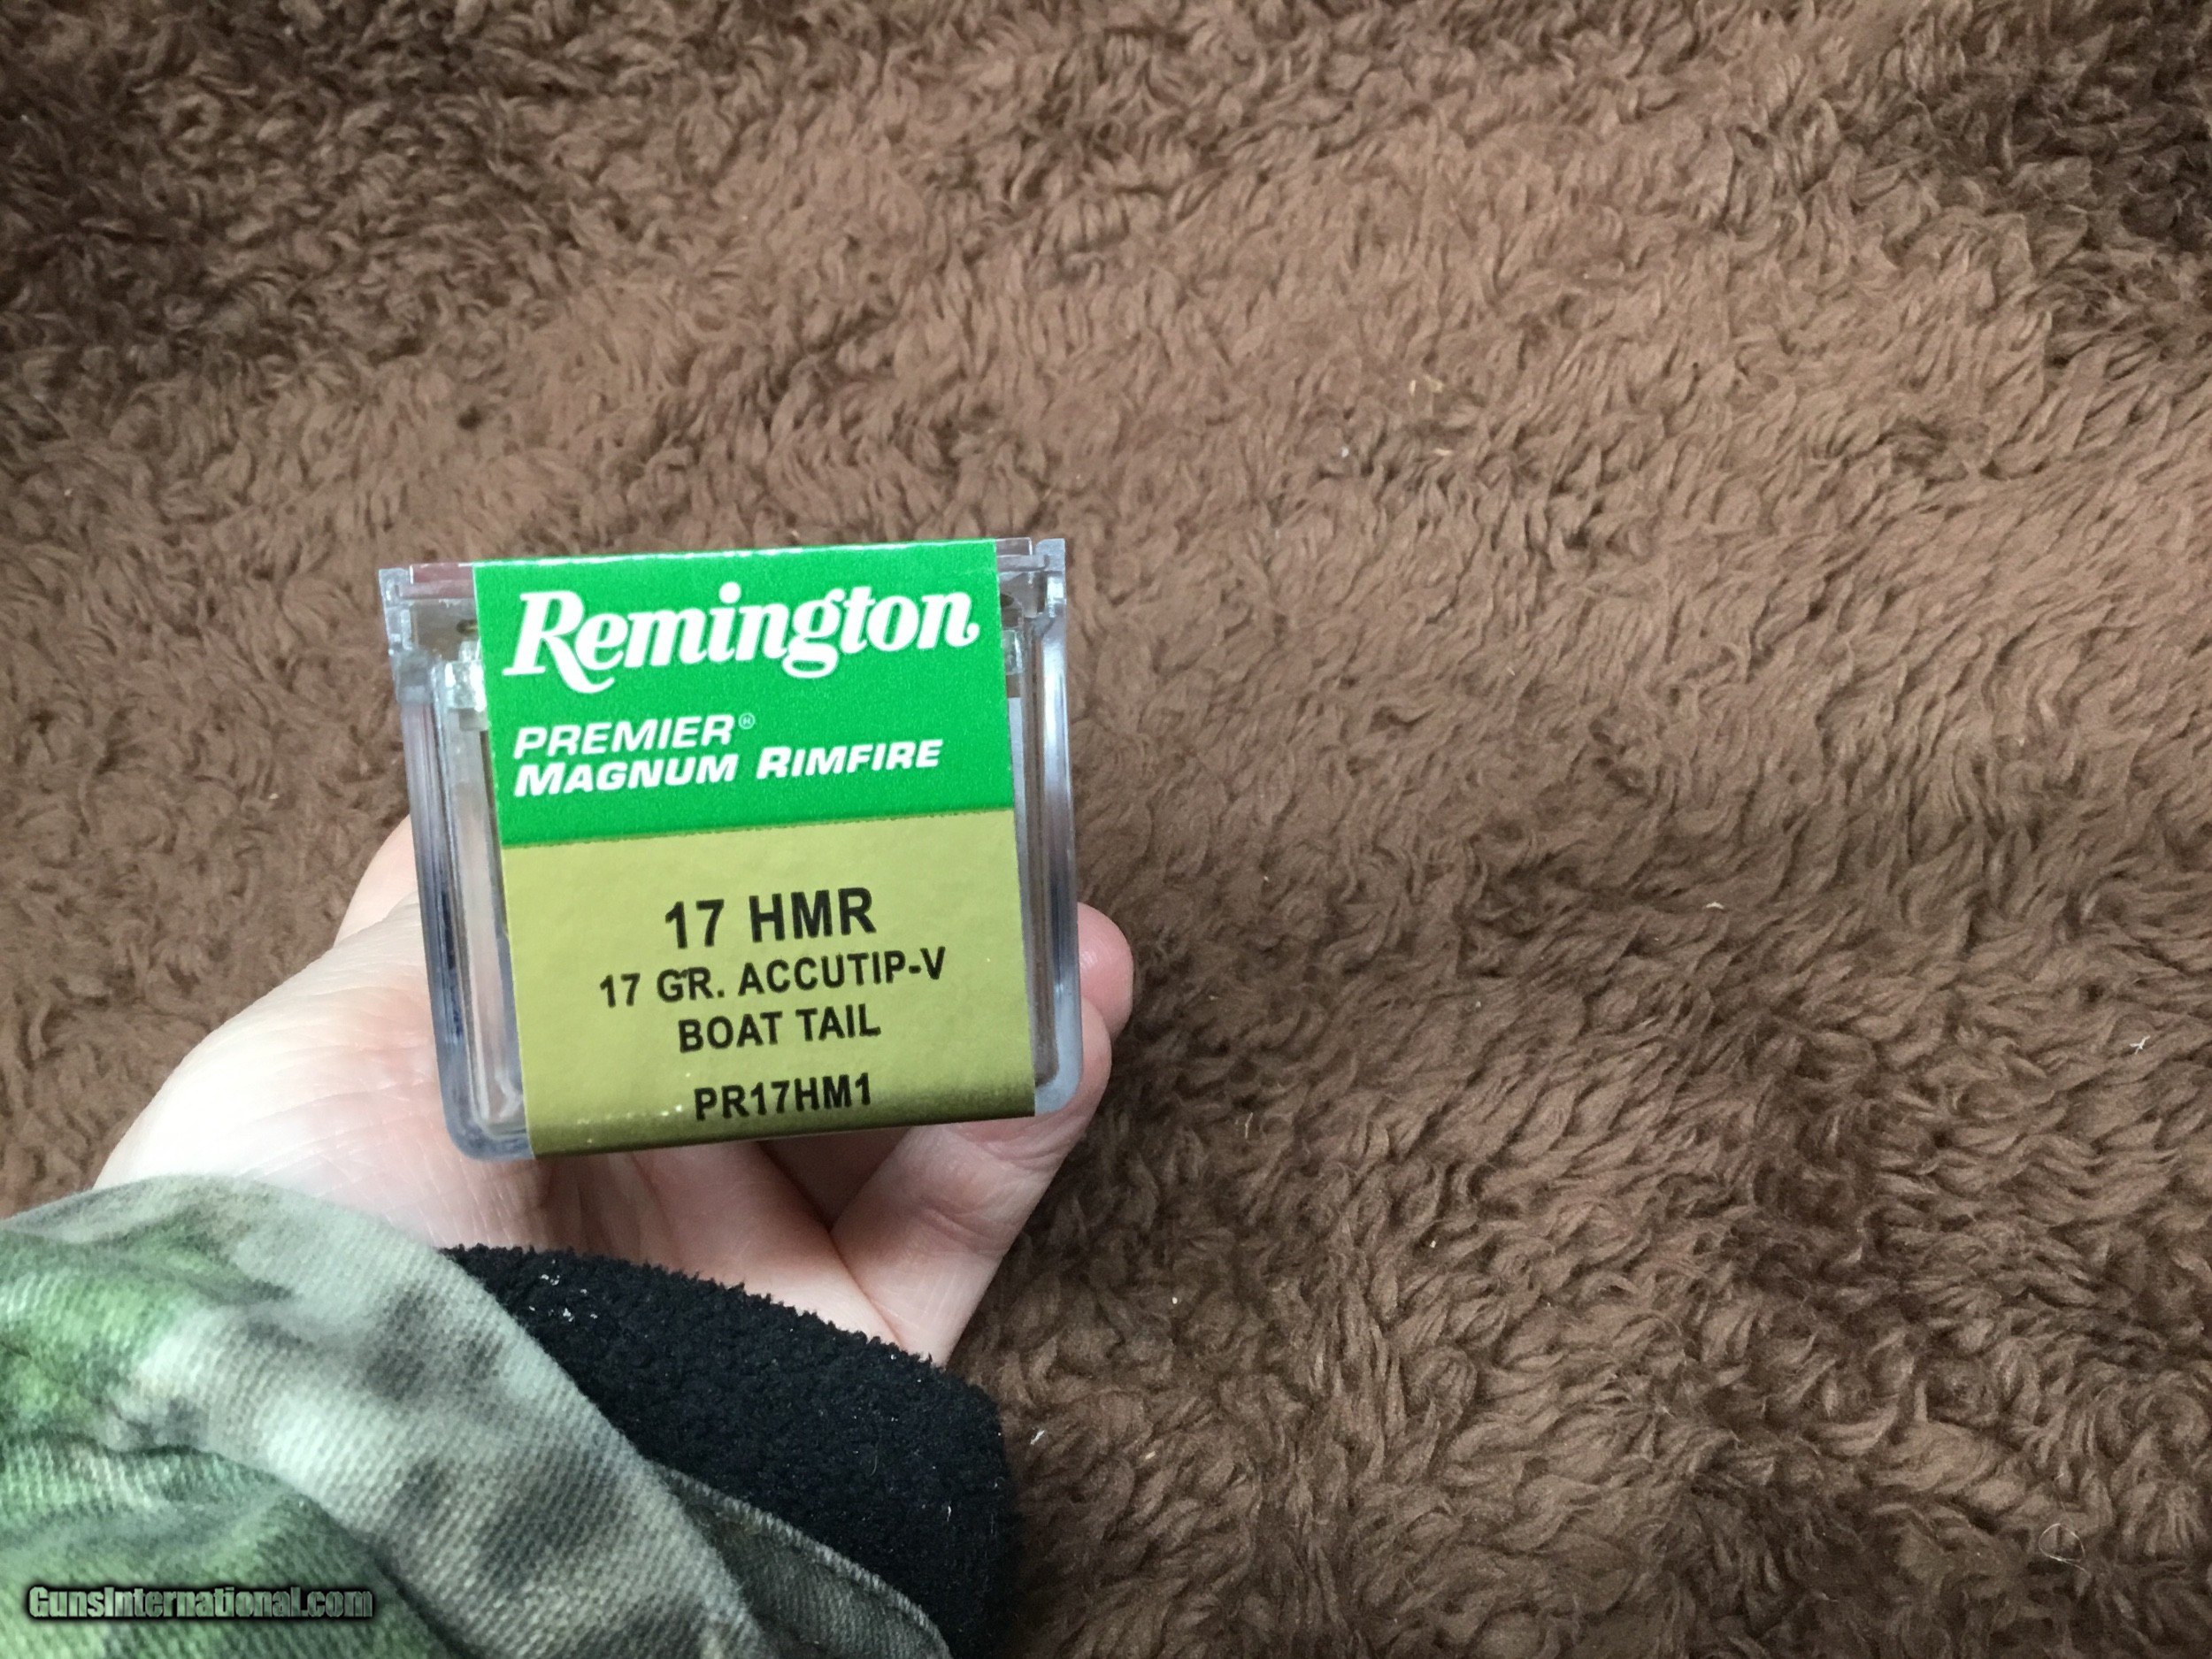 Remington
PREMIER®
MAGNUM RIMFIRE
17 HMR
17 GR. ACCUTIP-V
BOAT TAIL
PR17HM1
GunsInternational.com